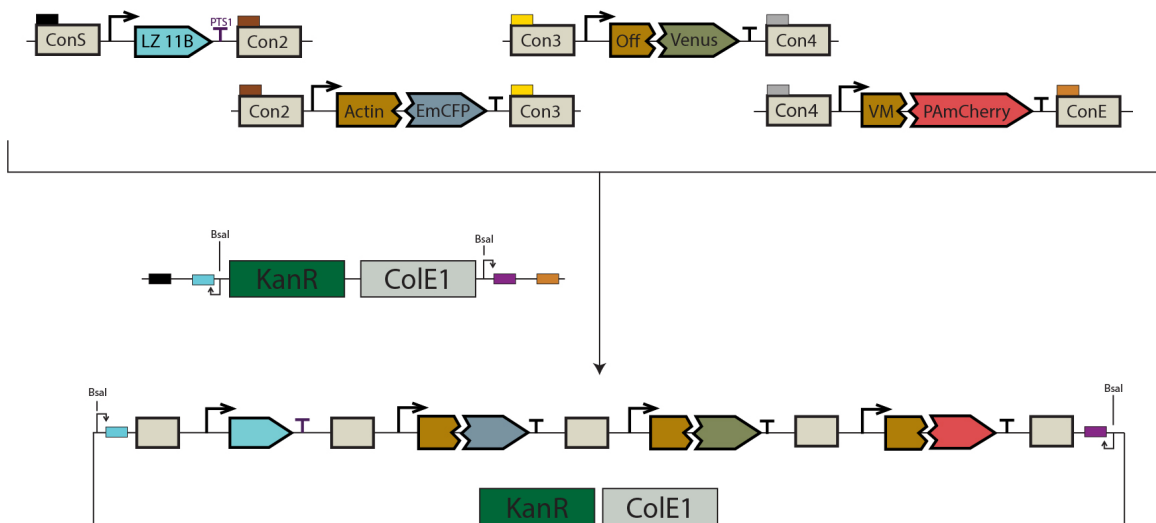 PTS1
ConS LZ 11B Con2
Con3 Off Venus Con4
Con2 Actin EmCFP Con3
Con4 VM PAmCherry ConE
BsaI BsaI
KanR ColE1
BsaI BsaI
KanR ColE1